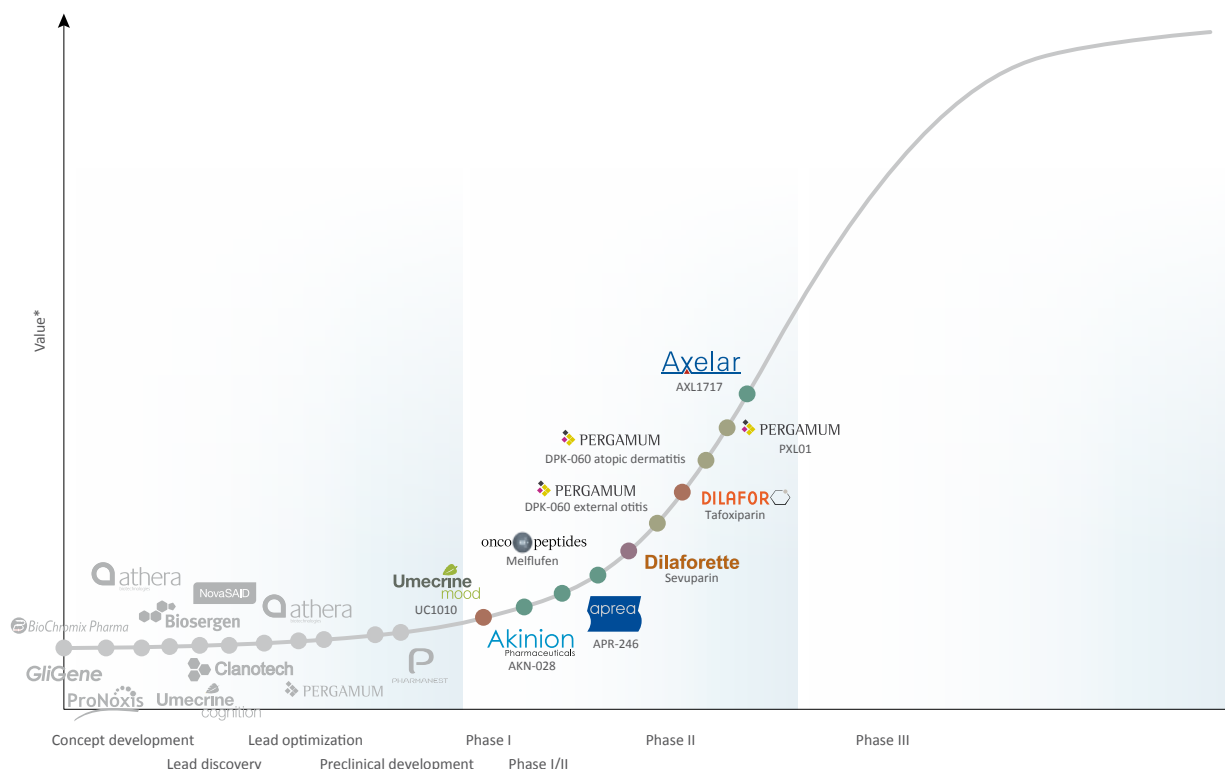 Value*
Axelar
AXL1717
PERGAMUM
DPK-060 atopic dermatitis
PERGAMUM
PXL01
PERGAMUM
DPK-060 external otitis
DILAFOR
Tafoxiparin
onco peptides
Melflufen
Dilaforette
Sevuparin
Umecrine
mood
UC1010
aprea
APR-246
Akinion
Pharmaceuticals
AKN-028
athera
NovaSAID
athera
Biosergen
BioChromix Pharma
GliGene
Clanotech
PHARMANEST
ProNoxis
Umecrine
cognition
PERGAMUM
Concept development
Lead optimization
Phase I
Phase II
Phase III
Lead discovery
Preclinical development
Phase I/II